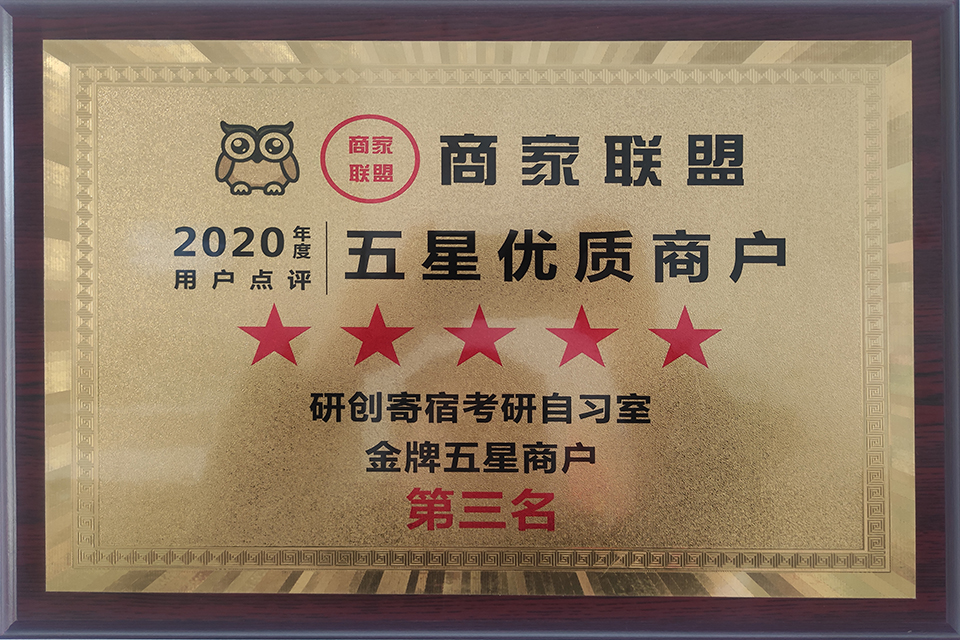 商家
联盟
商家联盟
2020年度
用户点评
五星优质商户
研创寄宿考研自习室
金牌五星商户
第三名